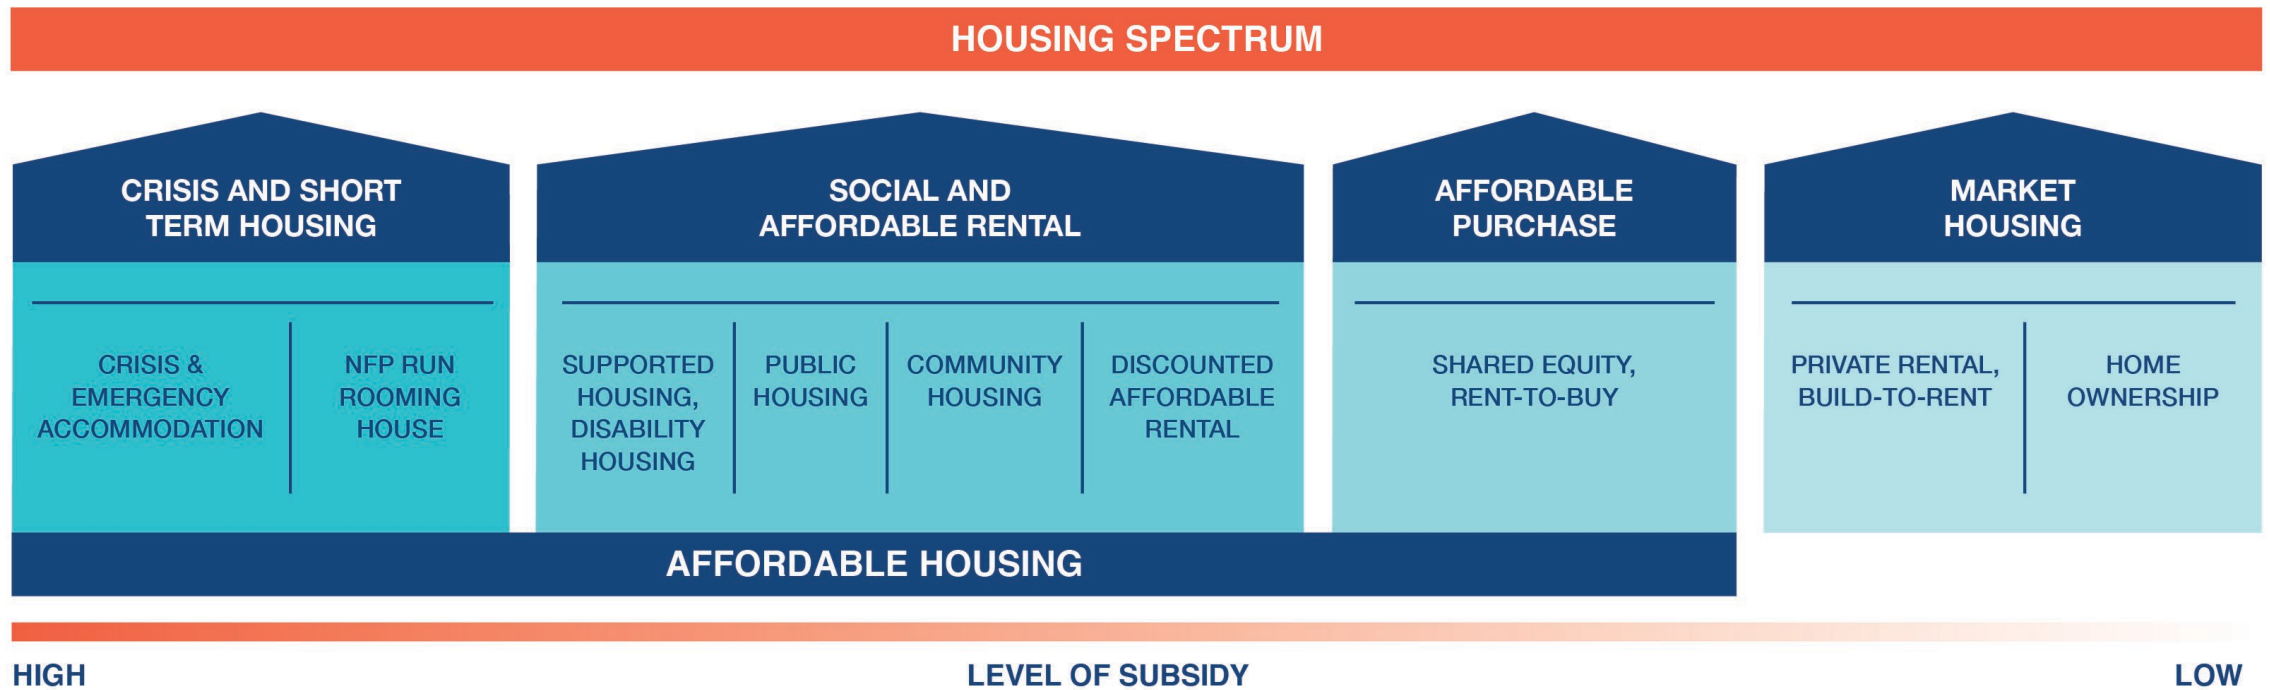 HOUSING SPECTRUM
CRISIS AND SHORT
TERM HOUSING
CRISIS &
EMERGENCY
ACCOMMODATION
NFP RUN
ROOMING
HOUSE
SOCIAL AND
AFFORDABLE RENTAL
SUPPORTED
HOUSING,
DISABILITY
HOUSING
PUBLIC
HOUSING
COMMUNITY
HOUSING
DISCOUNTED
AFFORDABLE
RENTAL
AFFORDABLE
PURCHASE
SHARED EQUITY,
RENT-TO-BUY
MARKET
HOUSING
PRIVATE RENTAL,
BUILD-TO-RENT
HOME
OWNERSHIP
AFFORDABLE HOUSING
HIGH
LEVEL OF SUBSIDY
LOW